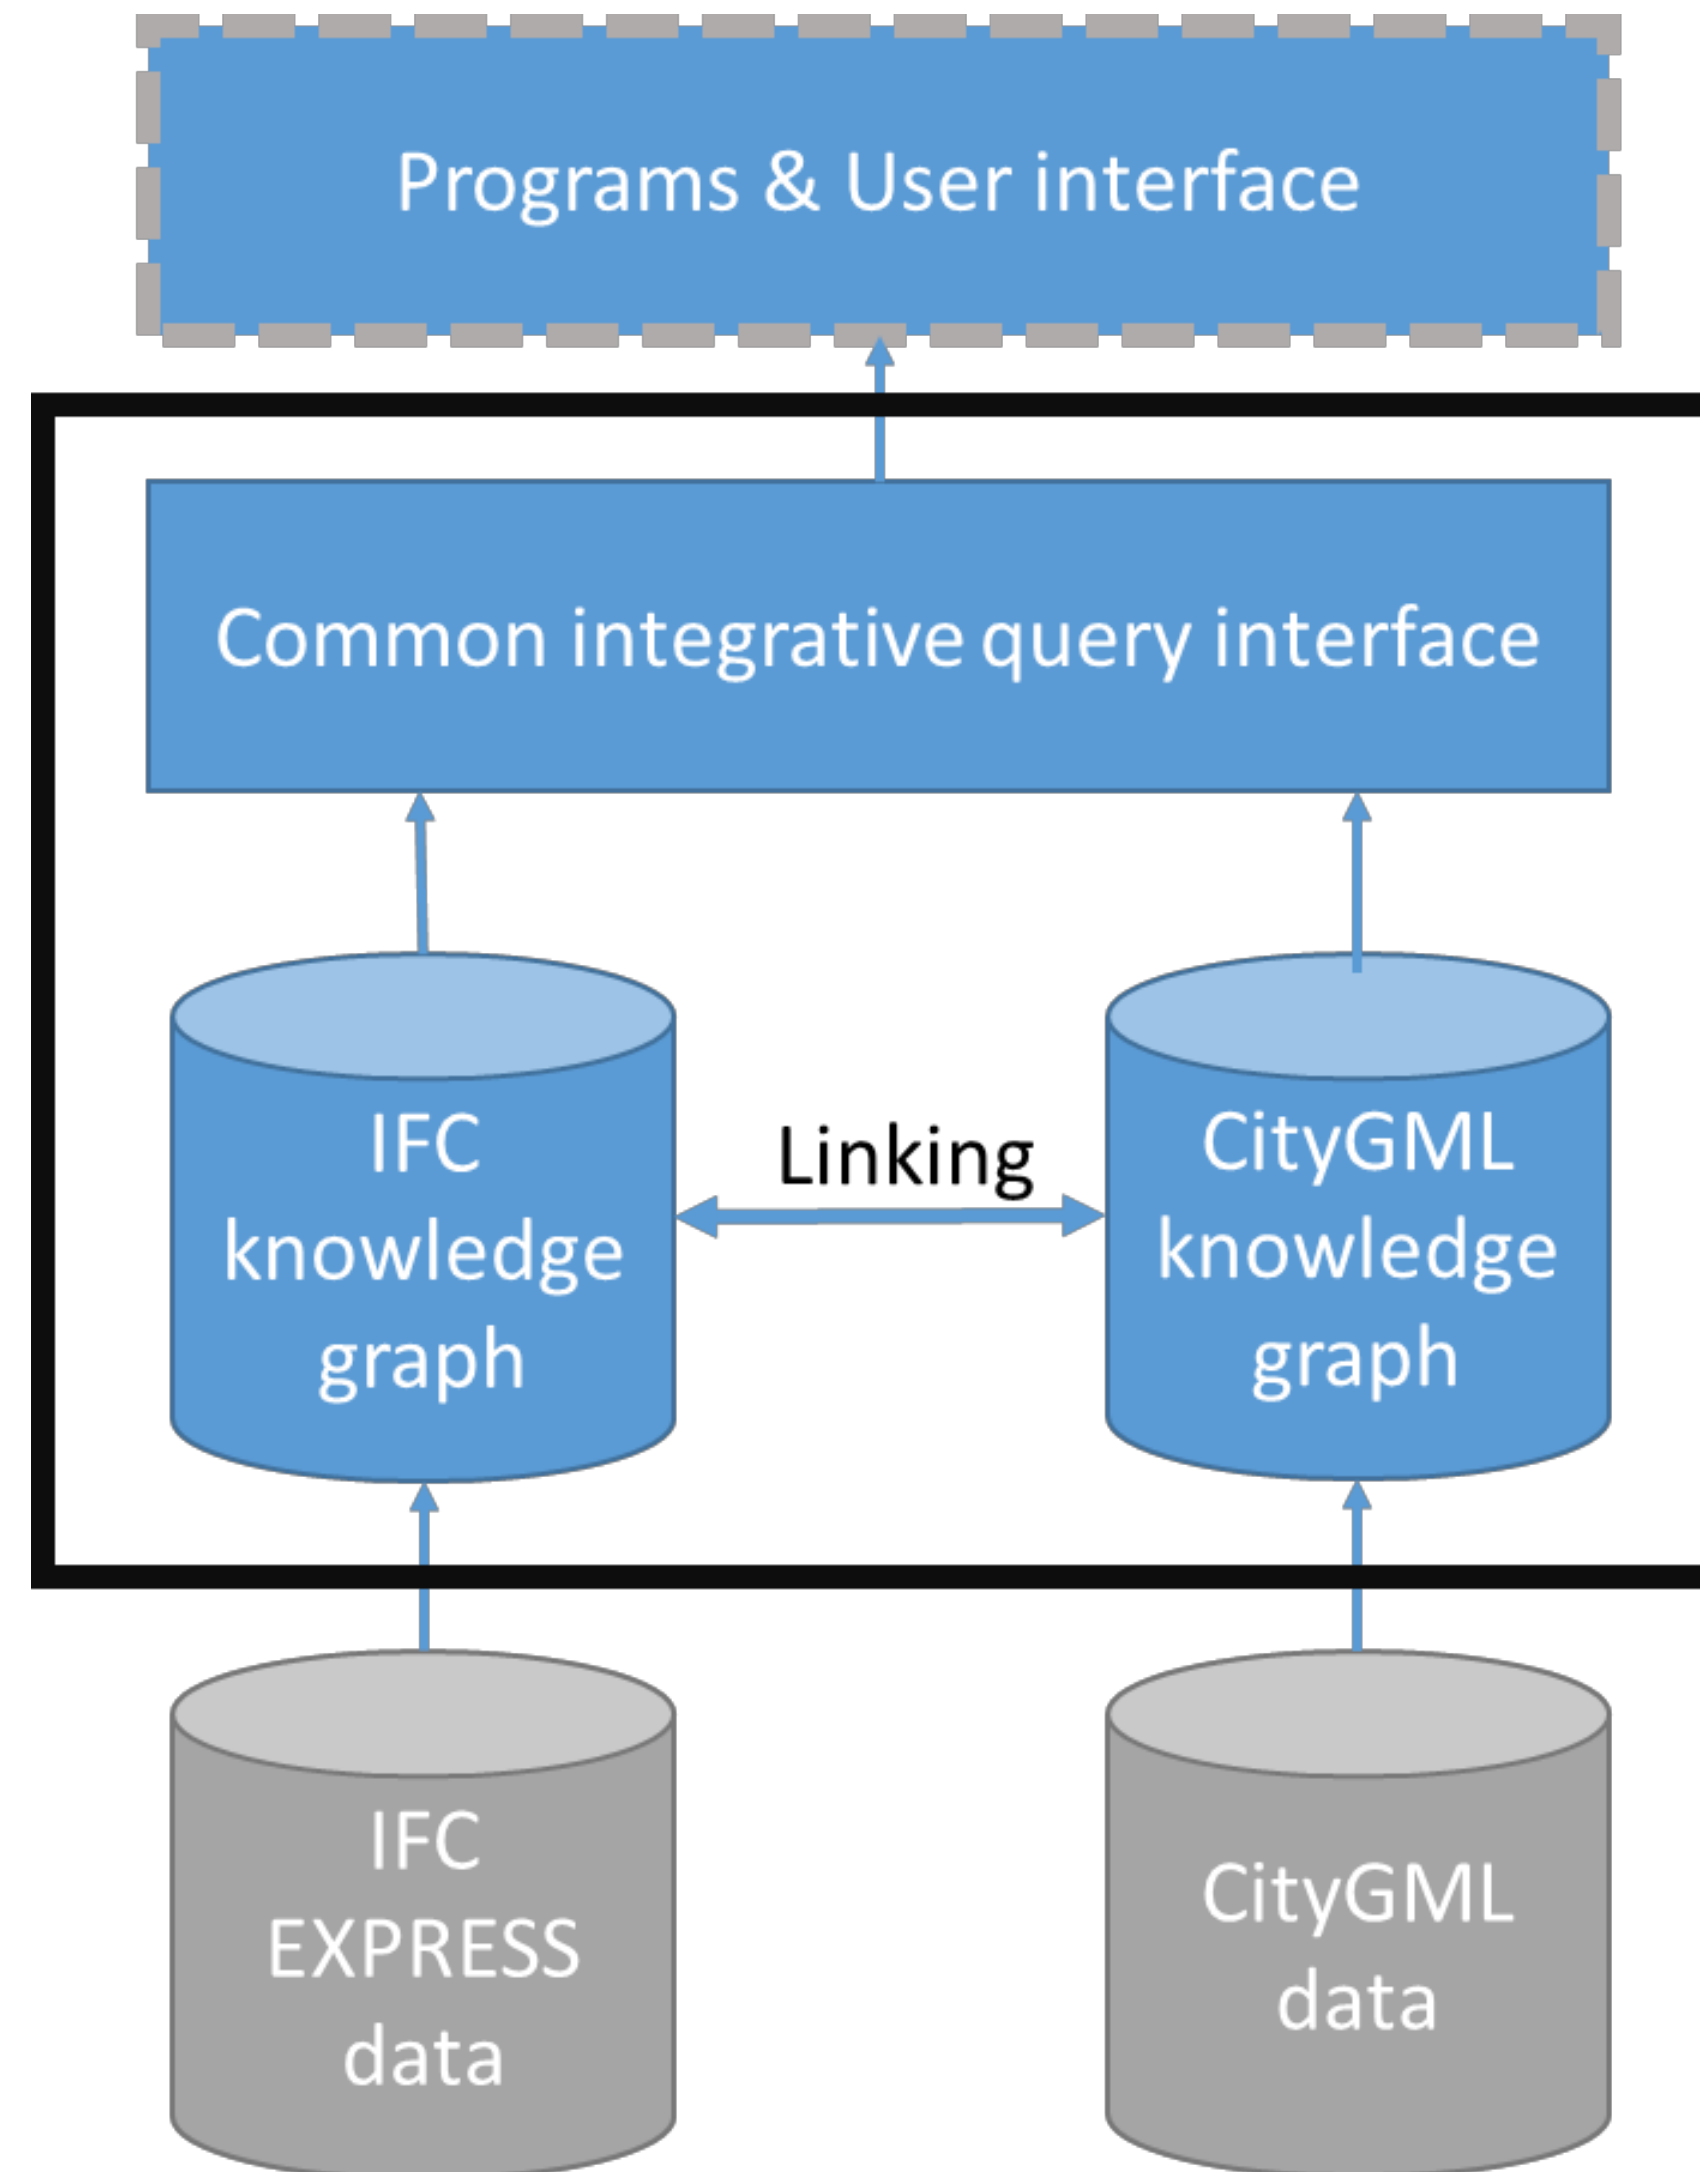 Programs & User interface
Common integrative query interface
IFC
knowledge
graph
Linking
CityGML
knowledge
graph
IFC
EXPRESS
data
CityGML
data